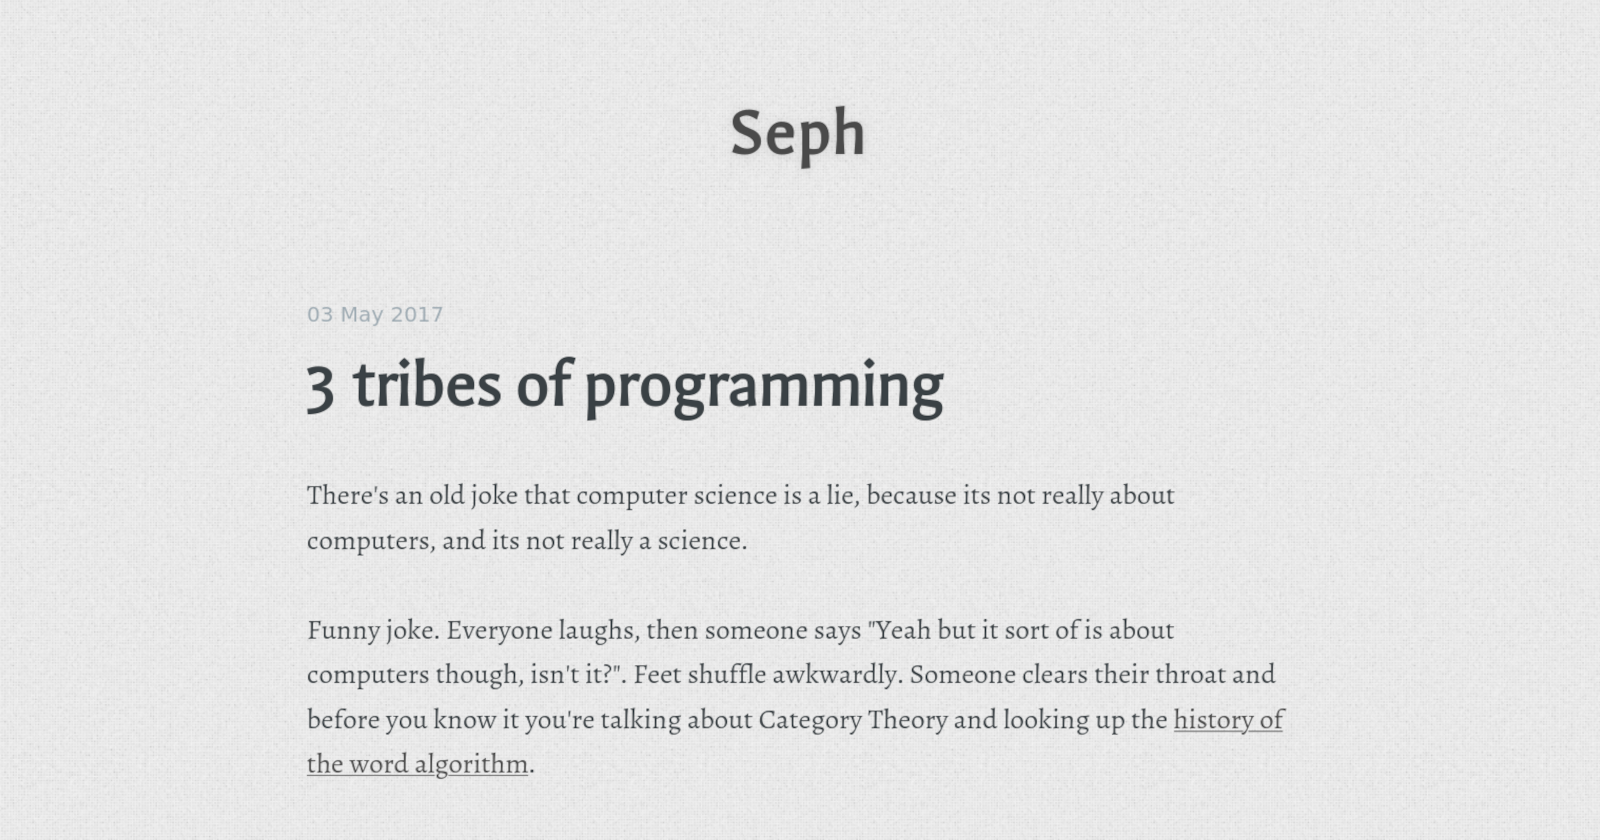 Seph
03 May 2017
3 tribes of programming
There's an old joke that computer science is a lie, because its not really about
computers, and its not really a science.
Funny joke. Everyone laughs, then someone says "Yeah but it sort of is about
computers though, isn't it?". Feet shuffle awkwardly. Someone clears their throat and
before you know it you're talking about Category Theory and looking up the history of
the word algorithm.